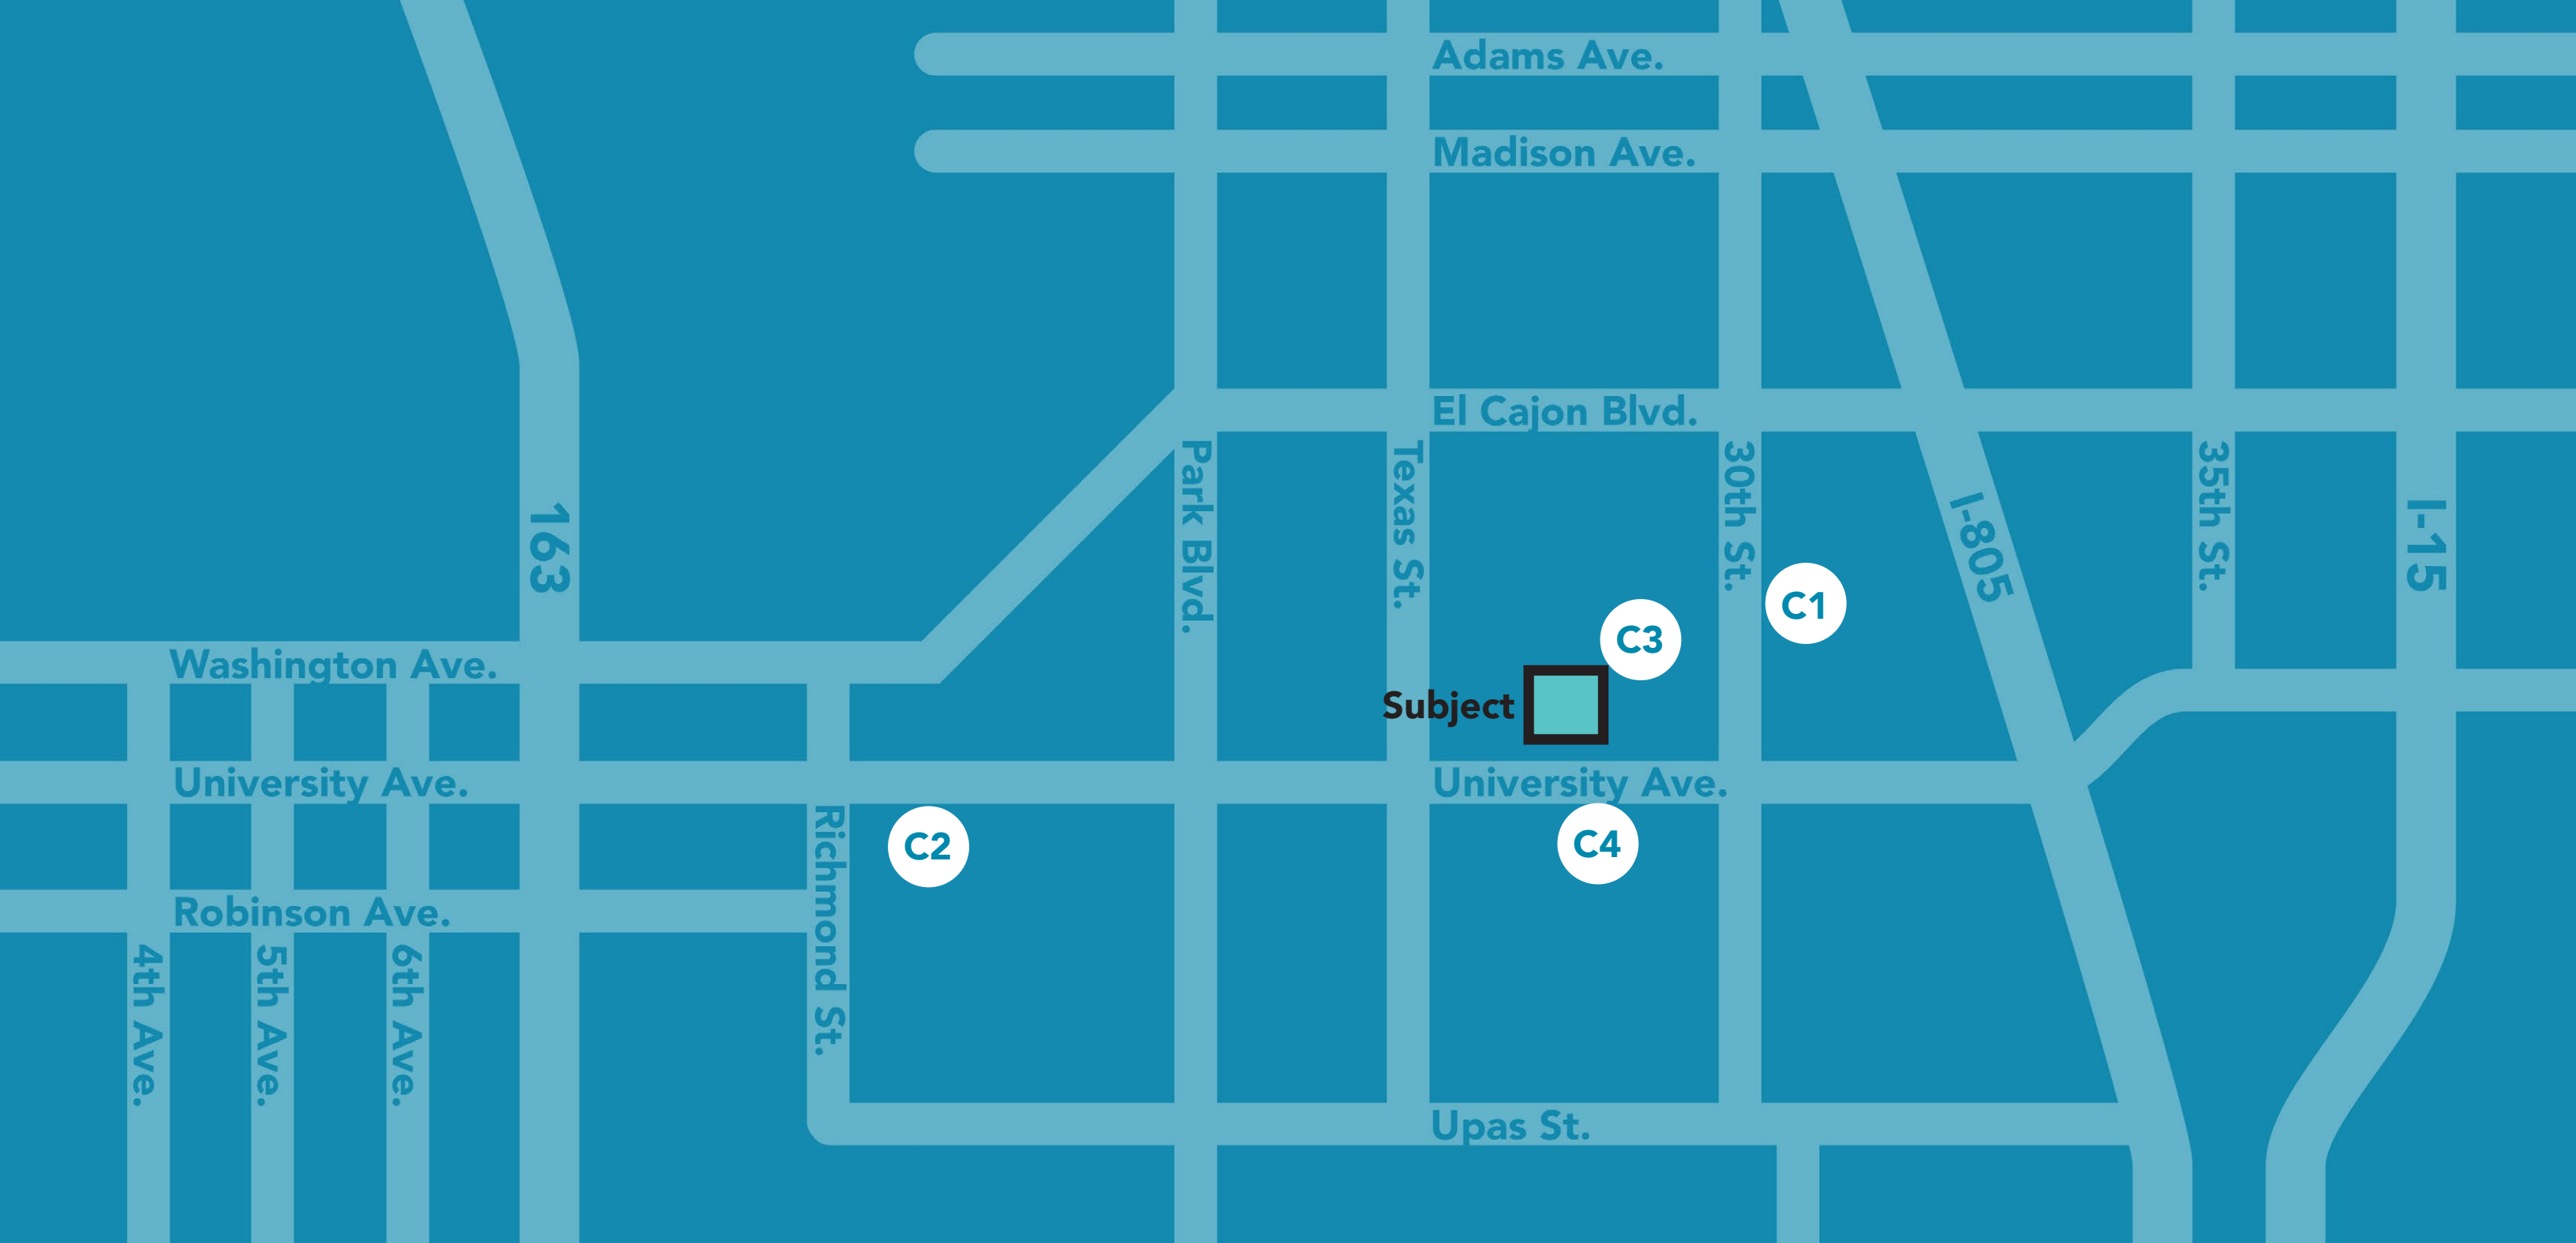 Adams Ave.
Madison Ave.
El Cajon Blvd.
Park Blvd.
Texas St.
30th St.
35th St.
I-805
I-15
163
C1
C3
Washington Ave.
Subject
University Ave.
University Ave.
C2
C4
Richmond St.
Robinson Ave.
4th Ave.
5th Ave.
6th Ave.
Upas St.